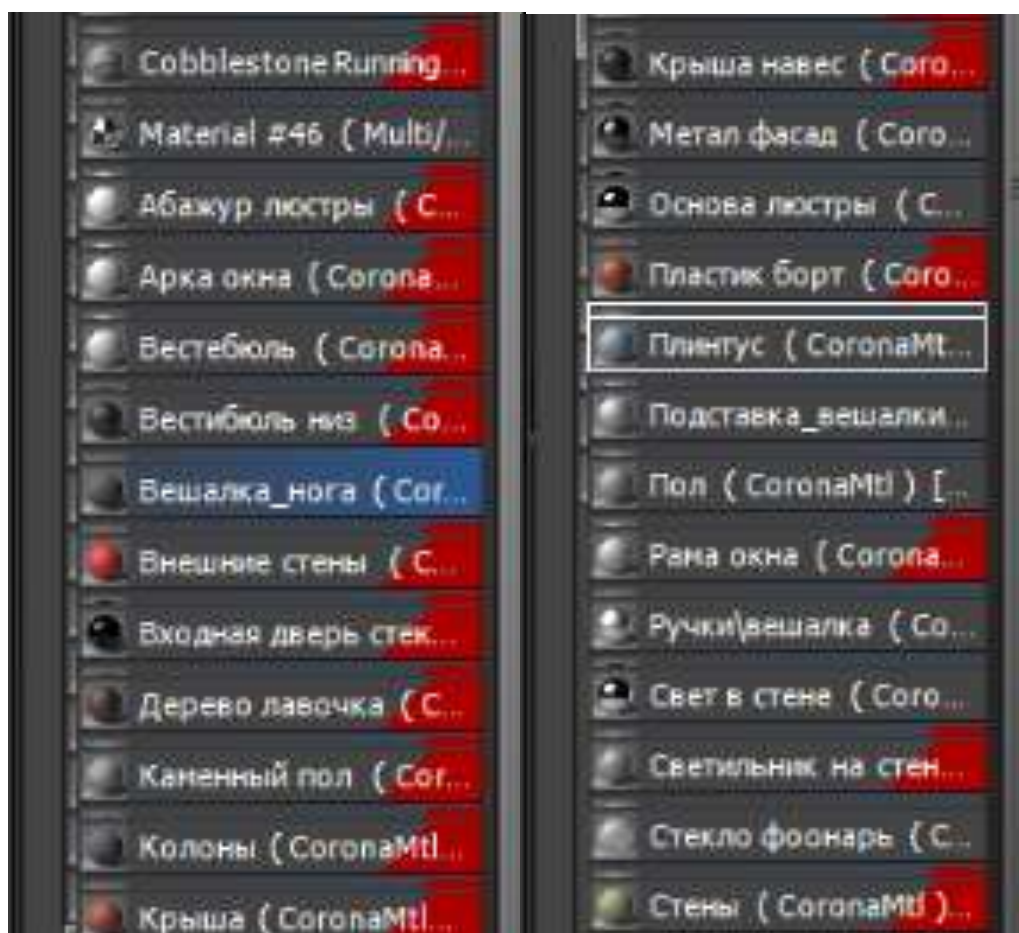 Cobblestone Running...
Material #46 ( Multi/...
Абажур люстры ( C...
Арка окна ( Corona...
Вестебюль ( Corona...
Вестибюль низ ( Co...
Вешалка_нога ( Cor...
Внешние стены ( C...
Входная дверь стек...
Дерево лавочка ( C...
Каменный пол ( Cor...
Колоны ( CoronaMtl...
Крыша ( CoronaMtl...
Крыша навес ( Coro...
Метал фасад ( Coro...
Основа люстры ( C...
Пластик борт ( Coro...
Плинтус ( CoronaMt...
Подставка_вешалки...
Пол ( CoronaMtl ) [...
Рама окна ( Corona...
Ручки\вешалка ( Co...
Свет в стене ( Coro...
Светильник на стен...
Стекло фоонарь ( C...
Стены ( CoronaMtl )...